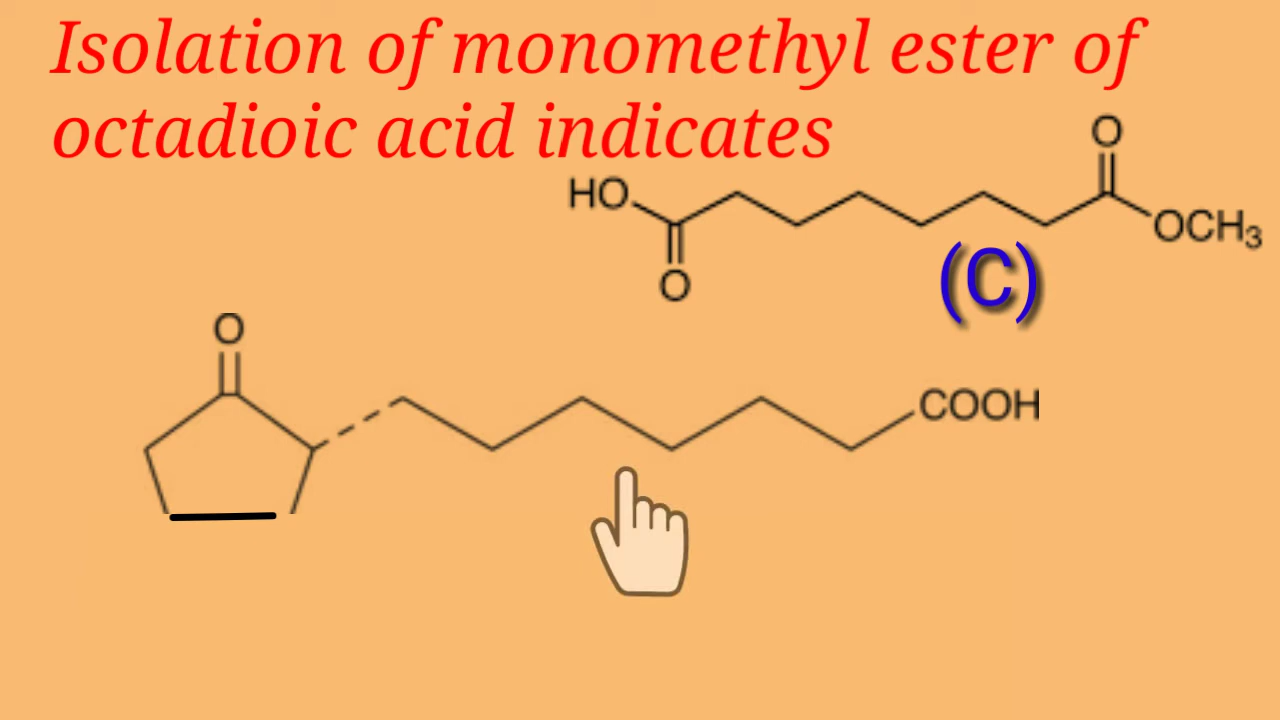 Isolation of monomethyl ester of
octadioic acid indicates
O
HO
OCH₃
O
(C)
O
COOH